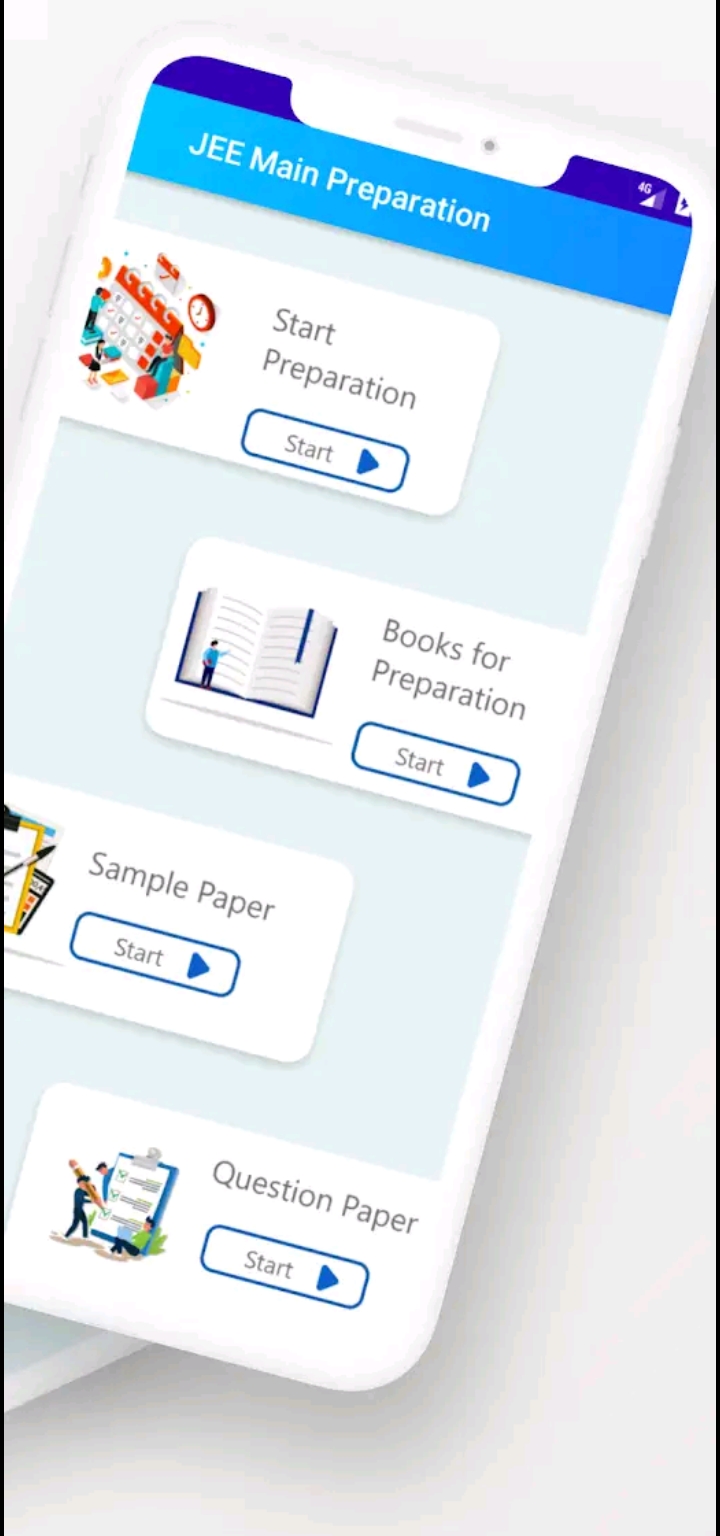 4G
JEE Main Preparation
Start
Preparation
Start
Books for
Preparation
Start
Sample Paper
Start
Question Paper
Start